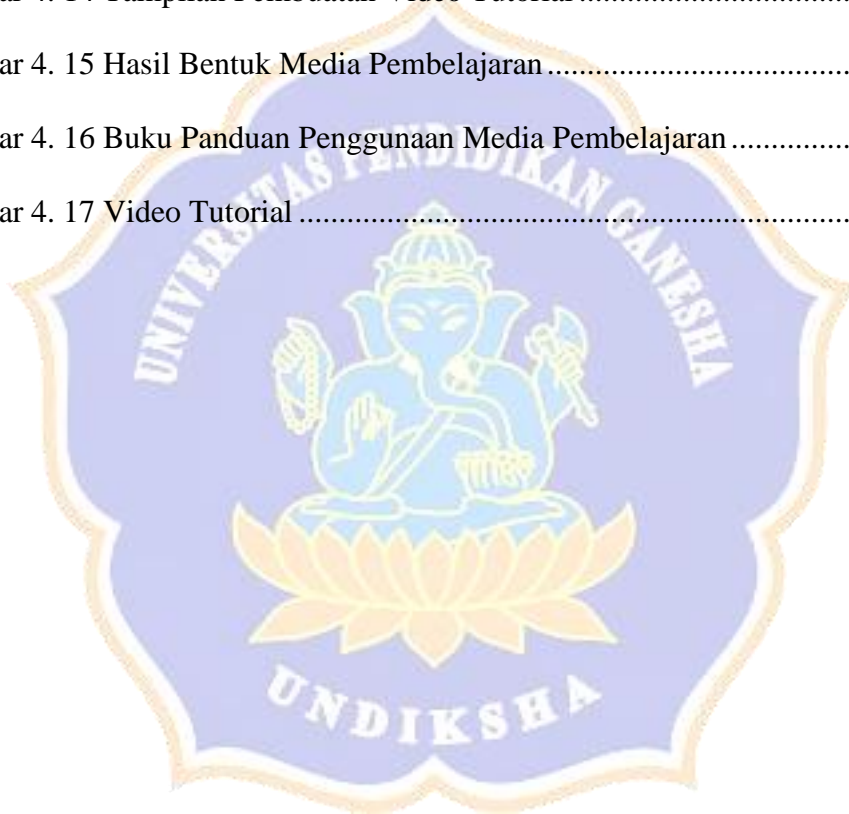 ar 4. 15 Hasil Bentuk Media Pembelajaran ........................................
ar 4. 16 Buku Panduan Penggunaan Media Pembelajaran ...............
ar 4. 17 Video Tutorial .......................................................................
UNIVERSITAS PENDIDIKAN GANESHA
UNDIKSHA